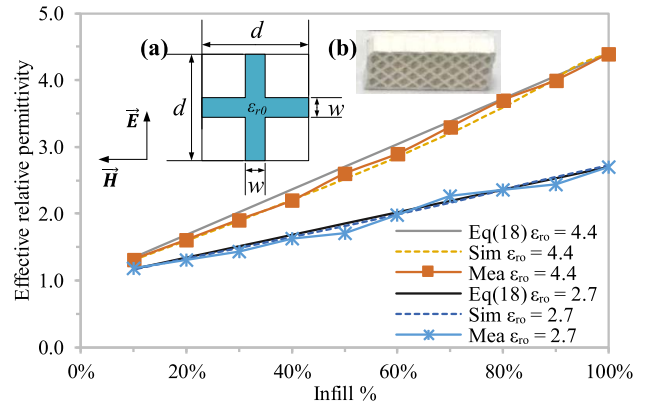 Effective relative permittivity
5.0
4.0
3.0
2.0
1.0
0.0
(a)
d
(b)
d
εr0
w
w
E
H
Eq(18) εro = 4.4
Sim εro = 4.4
Mea εro = 4.4
Eq(18) εro = 2.7
Sim εro = 2.7
Mea εro = 2.7
0%
20%
40%
60%
80%
100%
Infill %